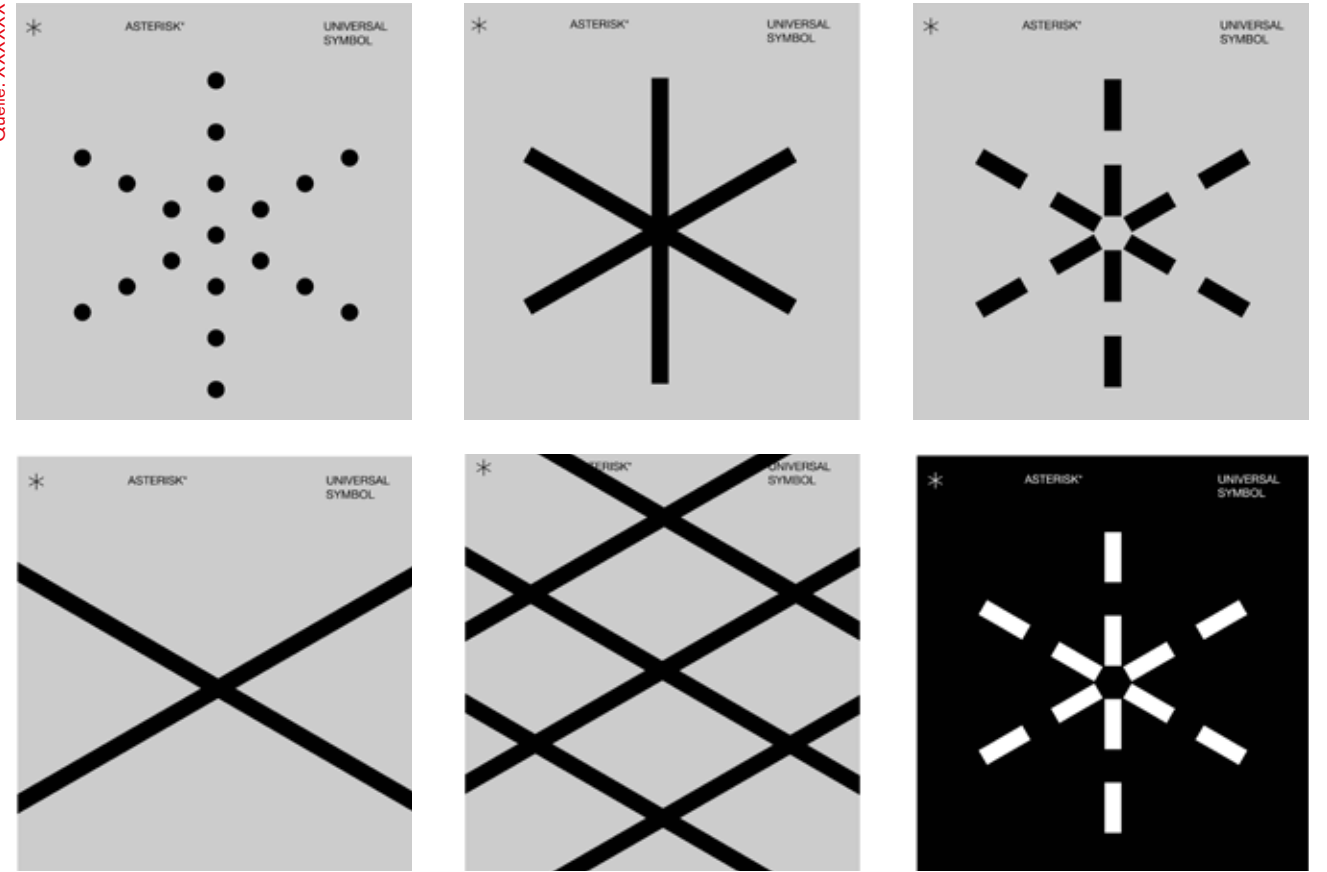 Quelle: XXXXXX
ASTERISK*
UNIVERSAL
SYMBOL
ASTERISK*
UNIVERSAL
SYMBOL
ASTERISK*
UNIVERSAL
SYMBOL
ASTERISK*
UNIVERSAL
SYMBOL
TERISK*
UNIVERSAL
SYMBOL
ASTERISK*
UNIVERSAL
SYMBOL